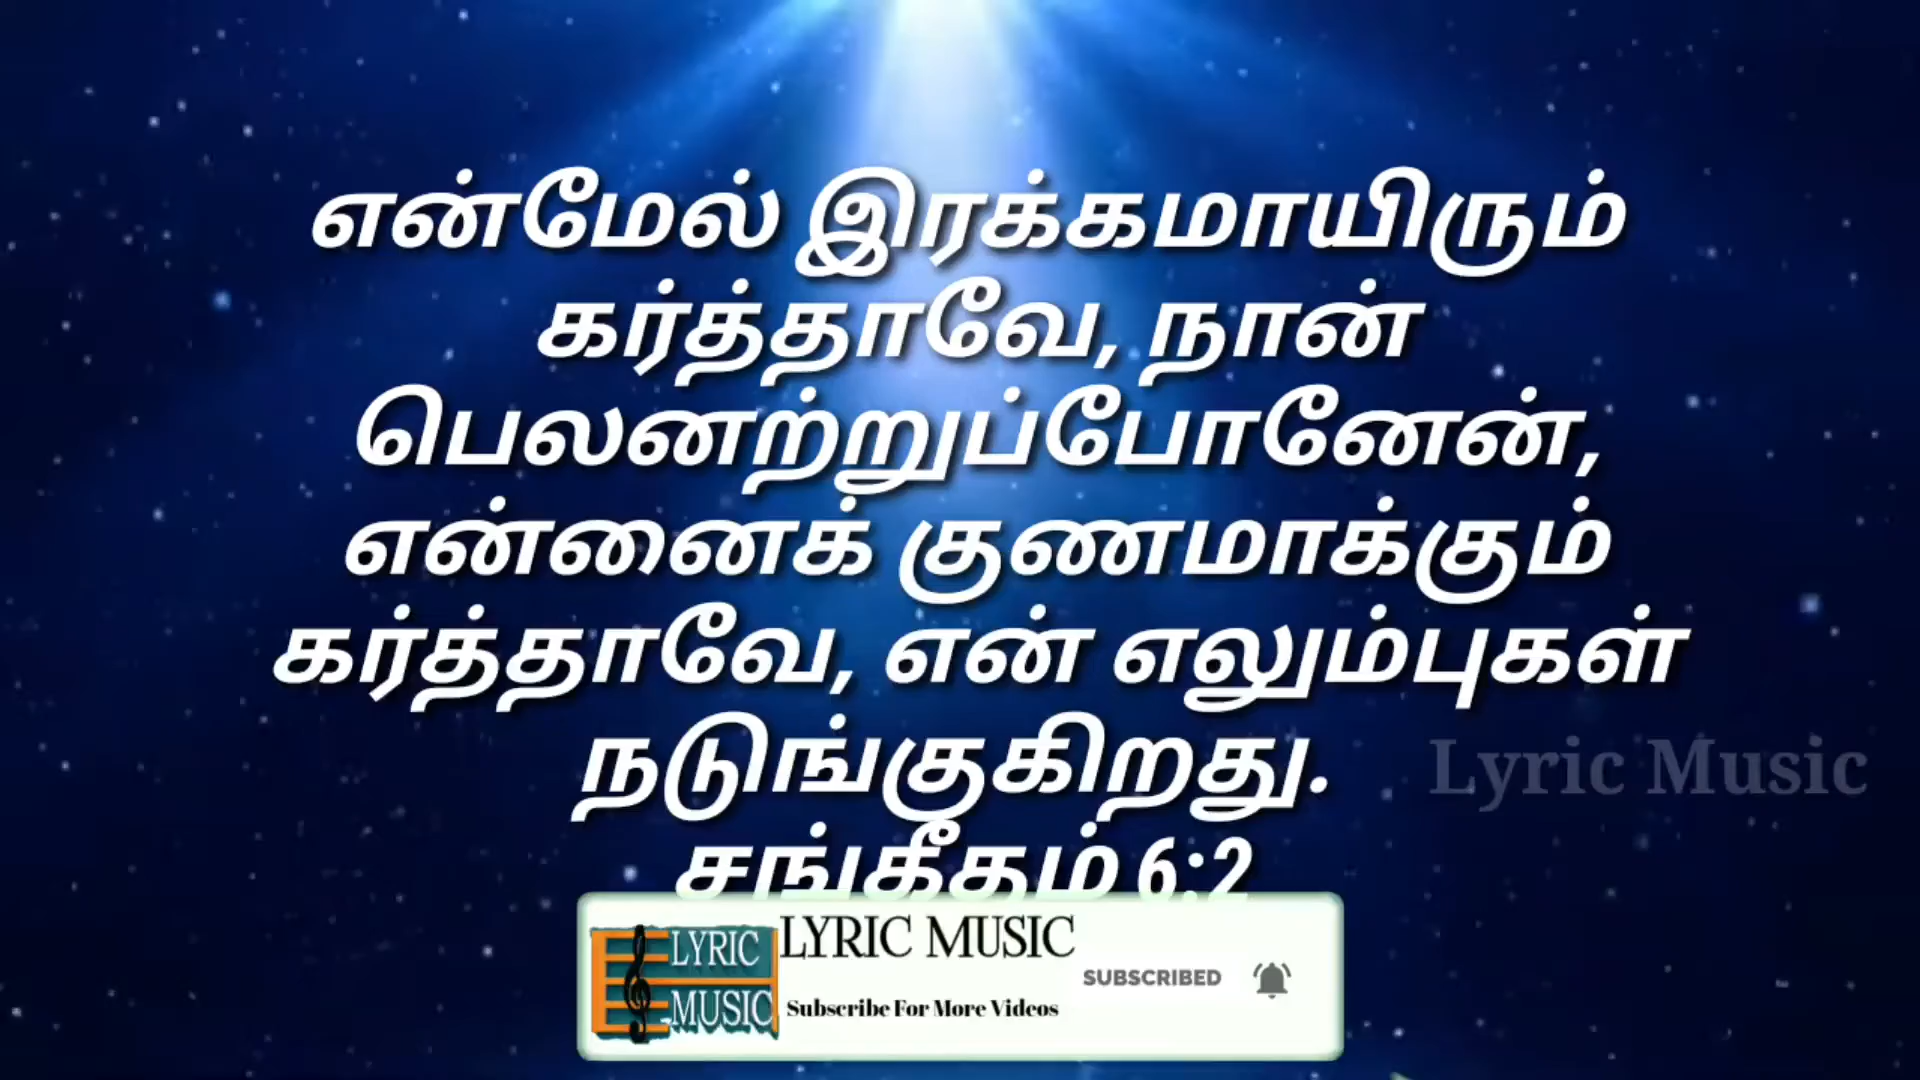 என்மேல் இரக்கமாயிரும்
கர்த்தாவே, நான்
பெலனற்றுப்போனேன்,
என்னைக் குணமாக்கும்
கர்த்தாவே, என் எலும்புகள்
நடுங்குகிறது.
சங்கீதம் 6:2
Lyric Music
LYRIC MUSIC
LYRIC MUSIC
Subscribe For More Videos
SUBSCRIBED